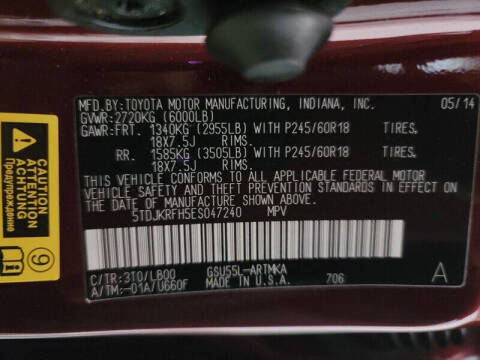 MFD.BY:TOYOTA MOTOR MANUFACTURING, INDIANA, INC. 05/14
GVWR:2720KG (6000LB)
GAWR:FRT. 1340KG (2955LB) WITH P245/60R18 TIRES,
18X7.5J RIMS.
RR. 1585KG (3505LB) WITH P245/60R18 TIRES,
18X7.5J RIMS.
THIS VEHICLE CONFORMS TO ALL APPLICABLE FEDERAL MOTOR
VEHICLE SAFETY AND THEFT PREVENTION STANDARDS IN EFFECT
ON THE DATE OF MANUFACTURE SHOWN ABOVE.
5TDJKRFH5ES047240 MPV
C/TR:3T0/LB00 GSU55L-ARTMKA
A/TM:-01A/U660F MADE IN U.S.A. 706 A
ATTENTION
ACHTUNG